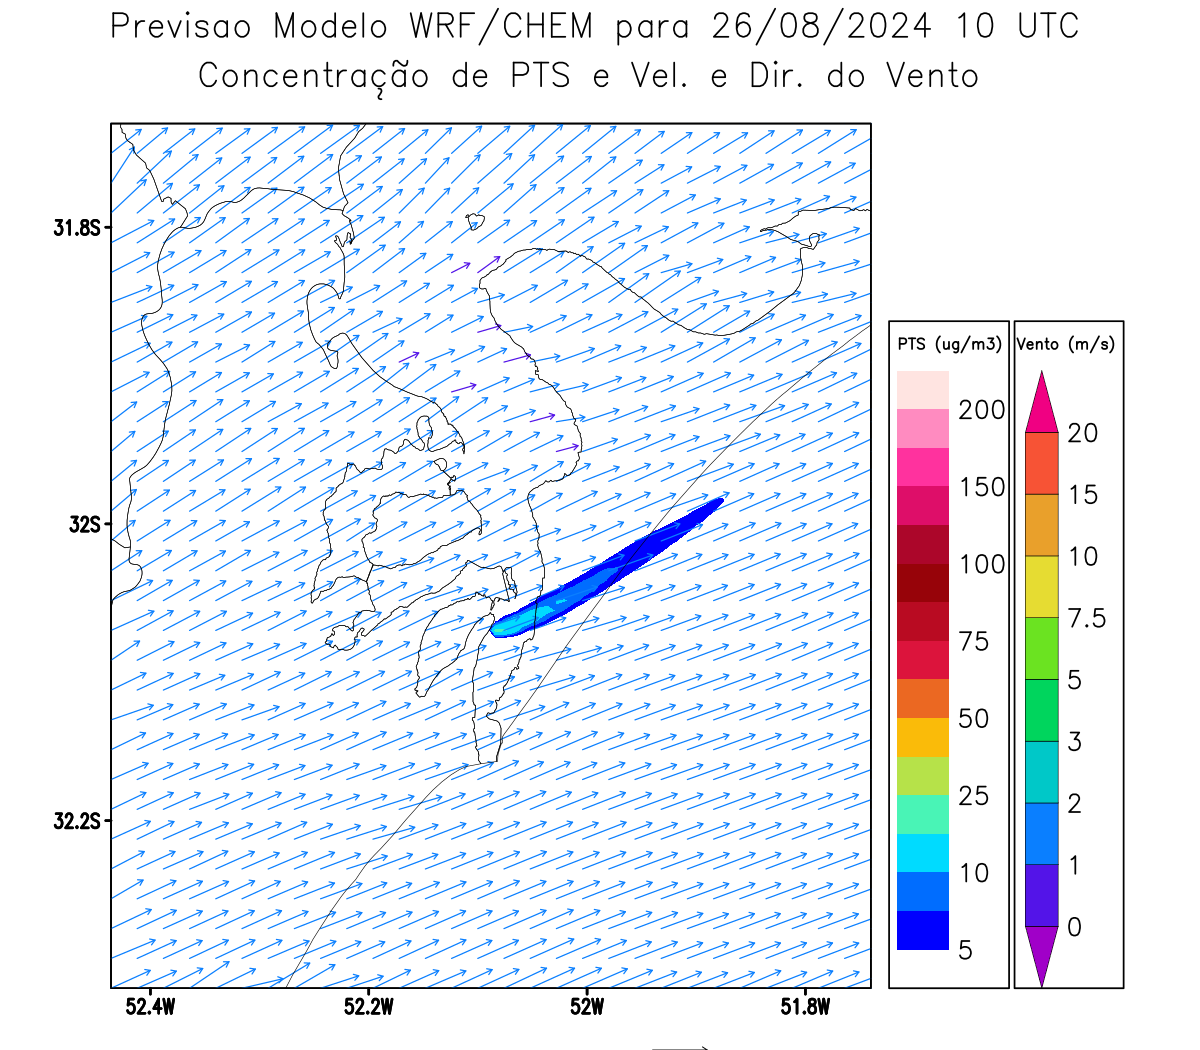 Previsao Modelo WRF/CHEM para 26/08/2024 10 UTC
Concentração de PTS e Vel. e Dir. do Vento
31.8S
32S
32.2S
52.4W
52.2W
52W
51.8W
PTS (ug/m3)
200
150
100
75
50
25
10
5
Vento (m/s)
20
15
10
7.5
5
3
2
1
0